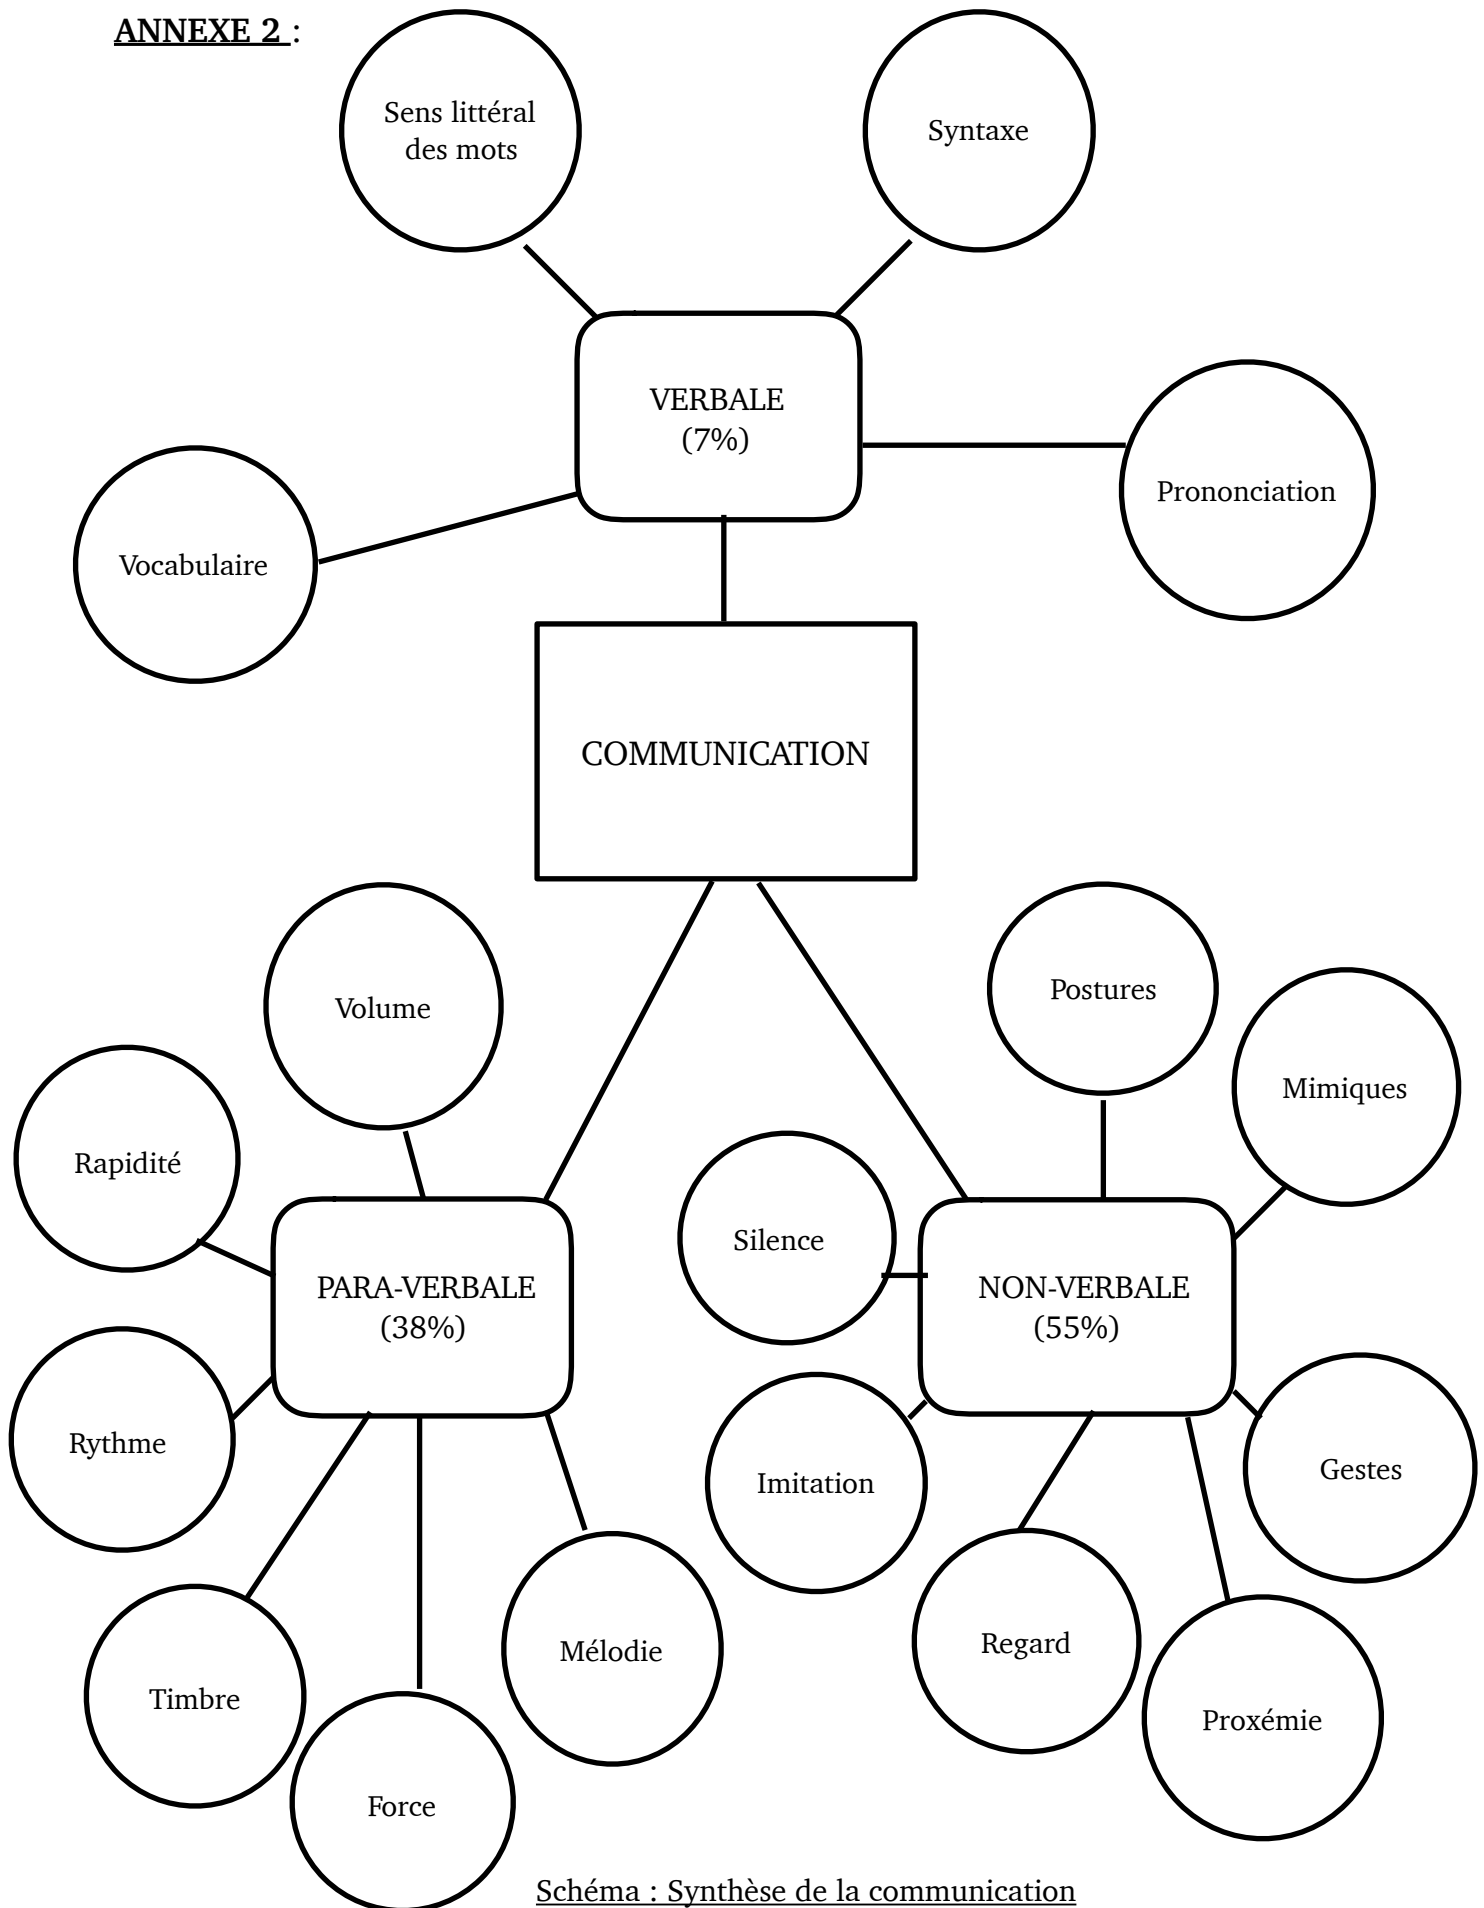 ANNEXE 2 :
Sens littéral
des mots
Syntaxe
VERBALE
(7%)
Prononciation
Vocabulaire
COMMUNICATION
Volume
Postures
Mimiques
Rapidité
Silence
PARA-VERBALE
(38%)
NON-VERBALE
(55%)
Rythme
Imitation
Gestes
Timbre
Force
Mélodie
Regard
Proxémie
Schéma : Synthèse de la communication